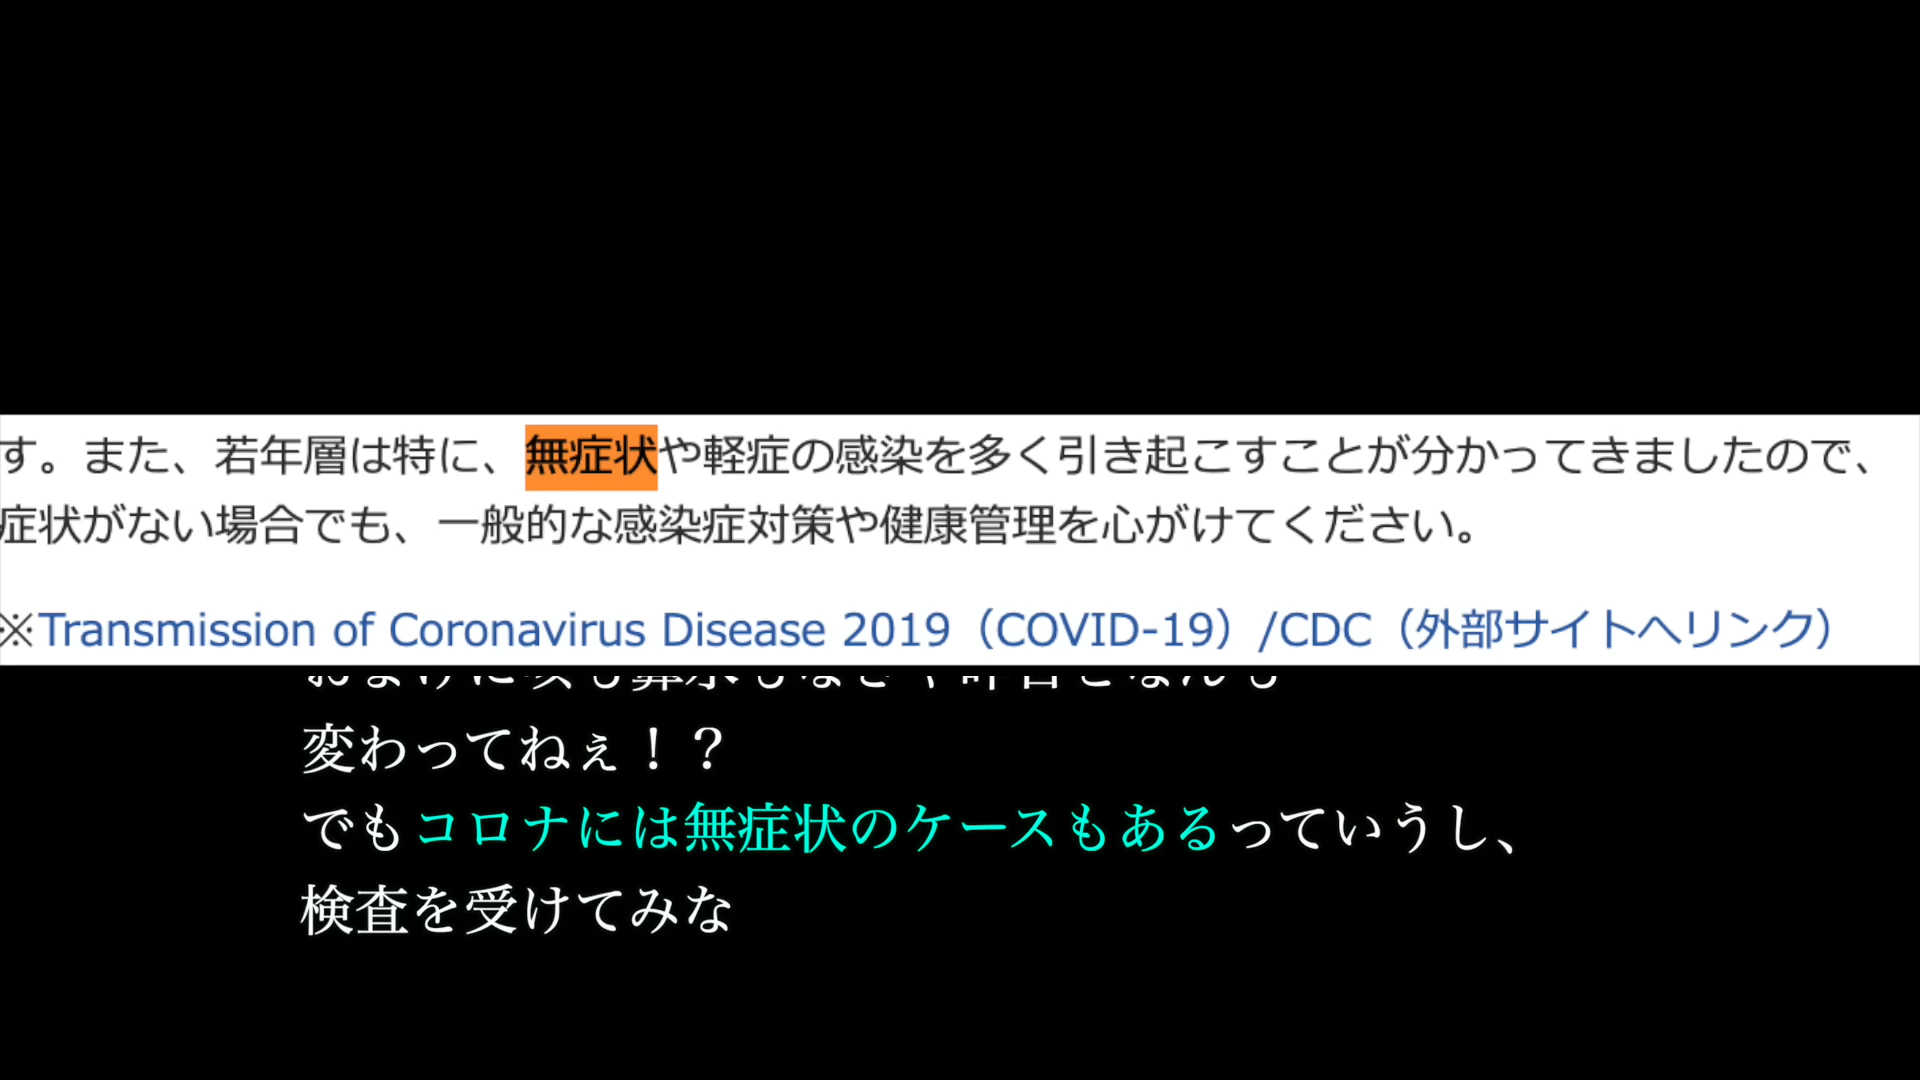 す。また、若年層は特に、無症状や軽症の感染を多く引き起こすことが分かってきましたので、
症状がない場合でも、一般的な感染症対策や健康管理を心がけてください。
※Transmission of Coronavirus Disease 2019（COVID-19）/CDC（外部サイトへリンク）
変わってねぇ！？
でもコロナには無症状のケースもあるっていうし、
検査を受けてみな